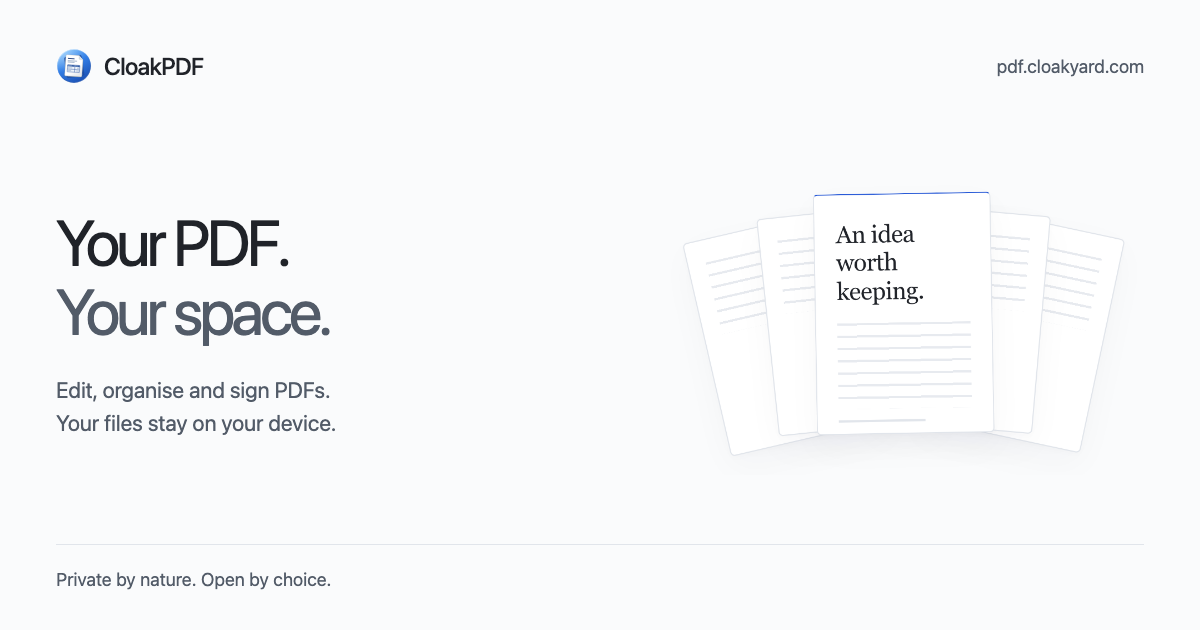 CloakPDF
pdf.cloakyard.com
Your PDF.
Your space.
Edit, organise and sign PDFs.
Your files stay on your device.
An idea
worth
keeping.
Private by nature. Open by choice.